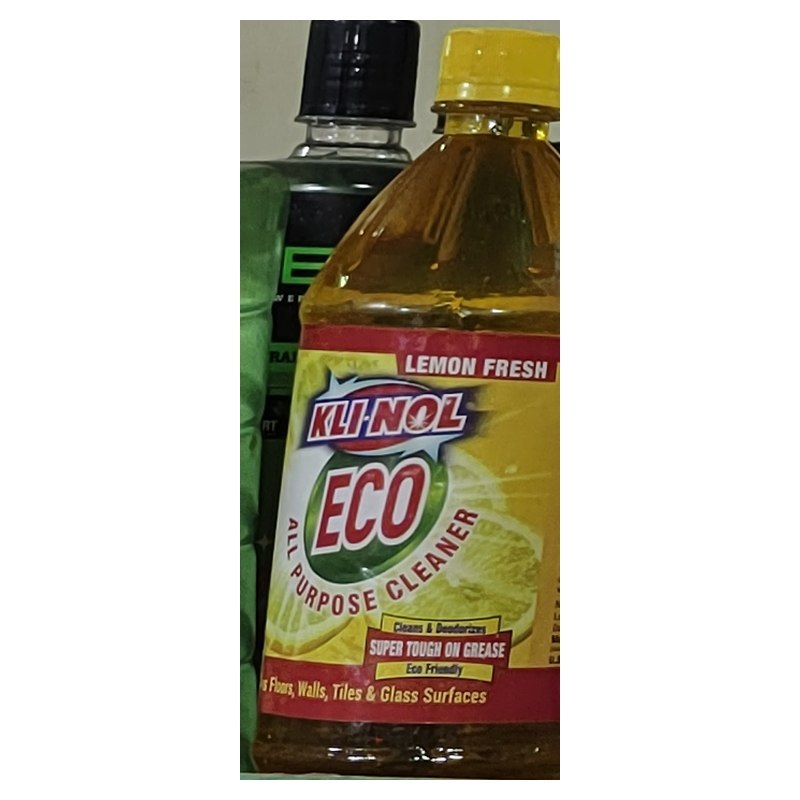 LEMON FRESH
KLI-NOL
ECO
ALL PURPOSE CLEANER
Cleans & Deodorizes
SUPER TOUGH ON GREASE
Eco Friendly
Floors, Walls, Tiles & Glass Surfaces